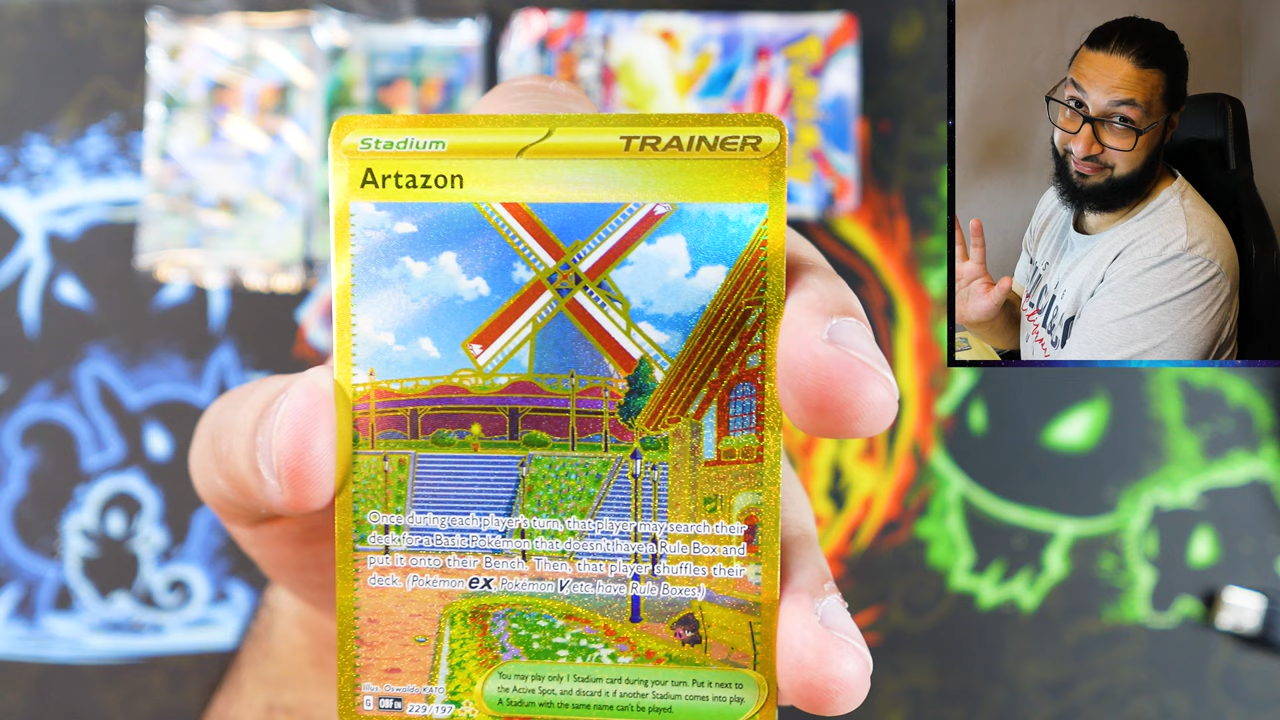 Stadium
TRAINER
Artazon
Once during each player's turn, that player may search their
deck for a Basic Pokémon that doesn't have a Rule Box and
put it onto their Bench. Then, that player shuffles their
deck. (Pokémon ex, Pokémon V, etc. have Rule Boxes.)
You may play only 1 Stadium card during your turn. Put it next to
the Active Spot, and discard it if another Stadium comes into play.
A Stadium with the same name can't be played.
Illus. Oswaldo KATO
G OBF EN 229/197